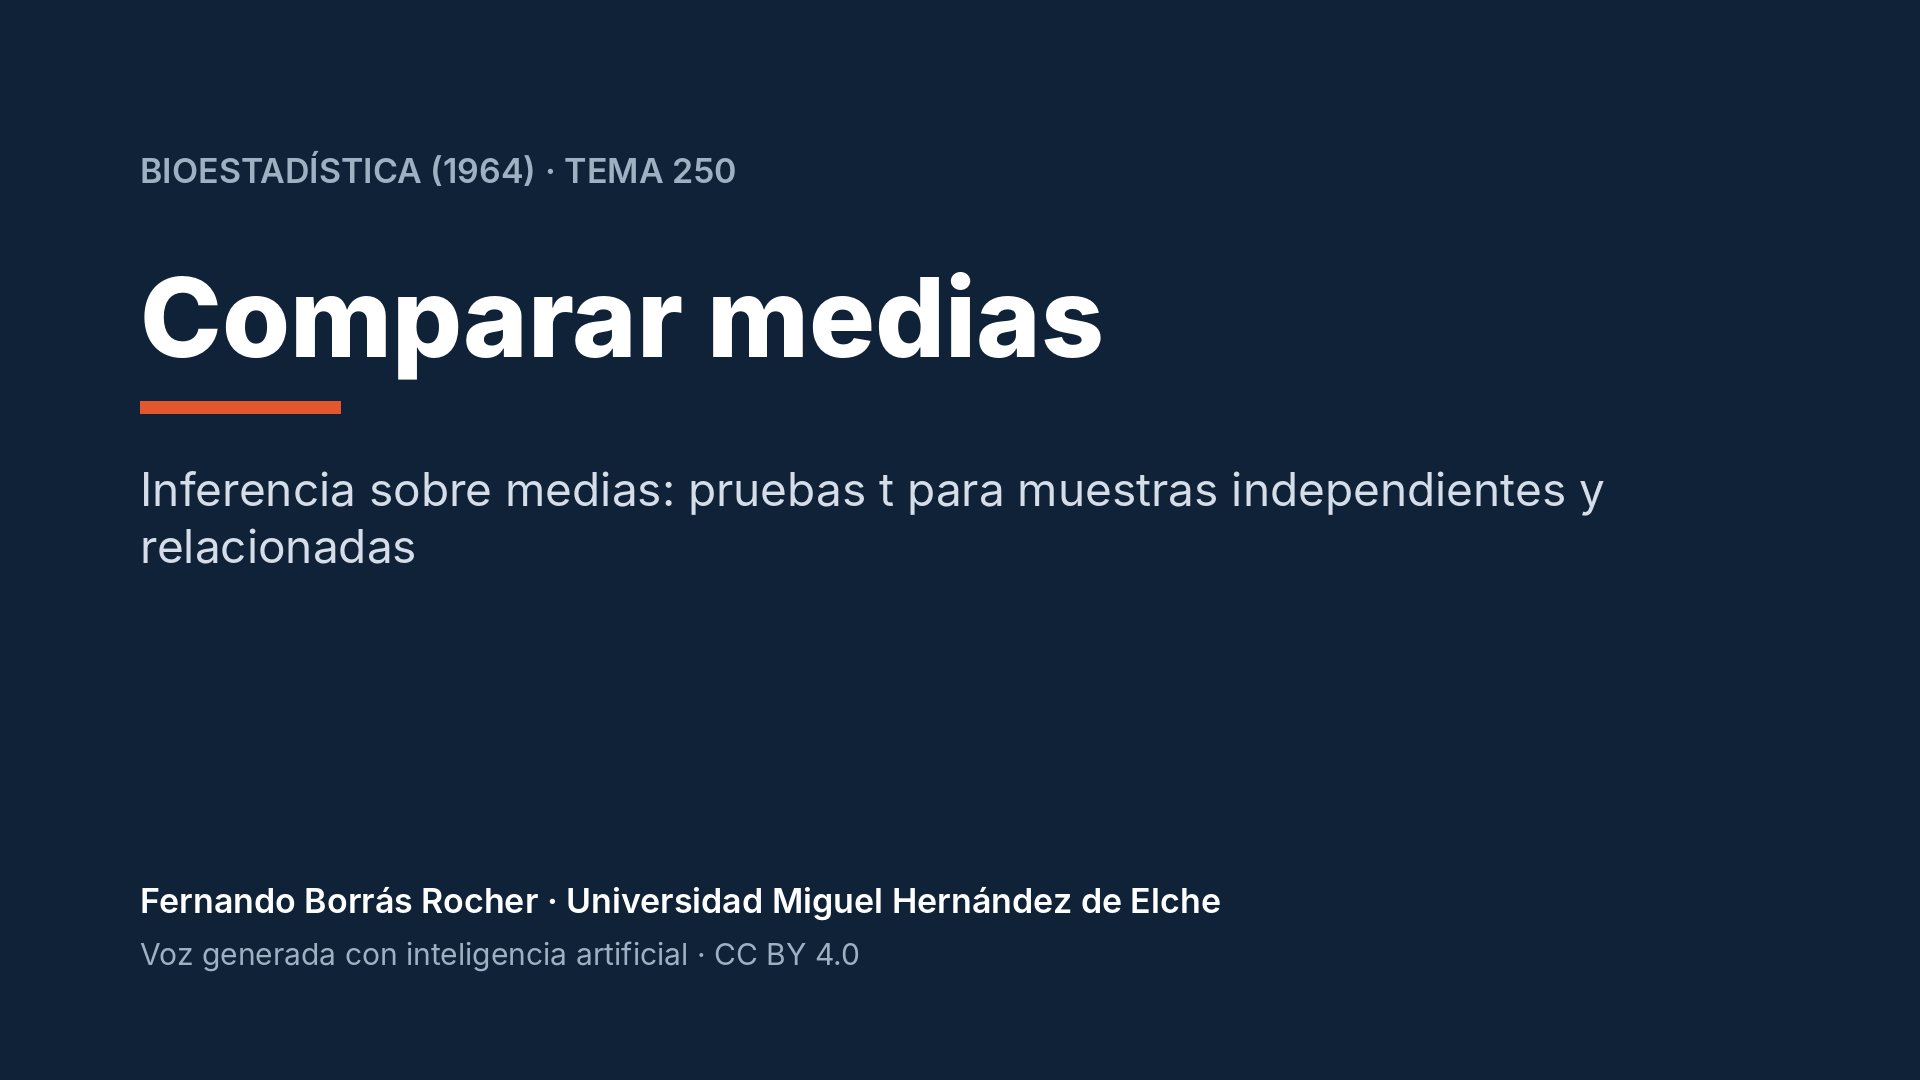 BIOESTADÍSTICA (1964) · TEMA 250
Comparar medias
Inferencia sobre medias: pruebas t para muestras independientes y
relacionadas
Fernando Borrás Rocher · Universidad Miguel Hernández de Elche
Voz generada con inteligencia artificial · CC BY 4.0